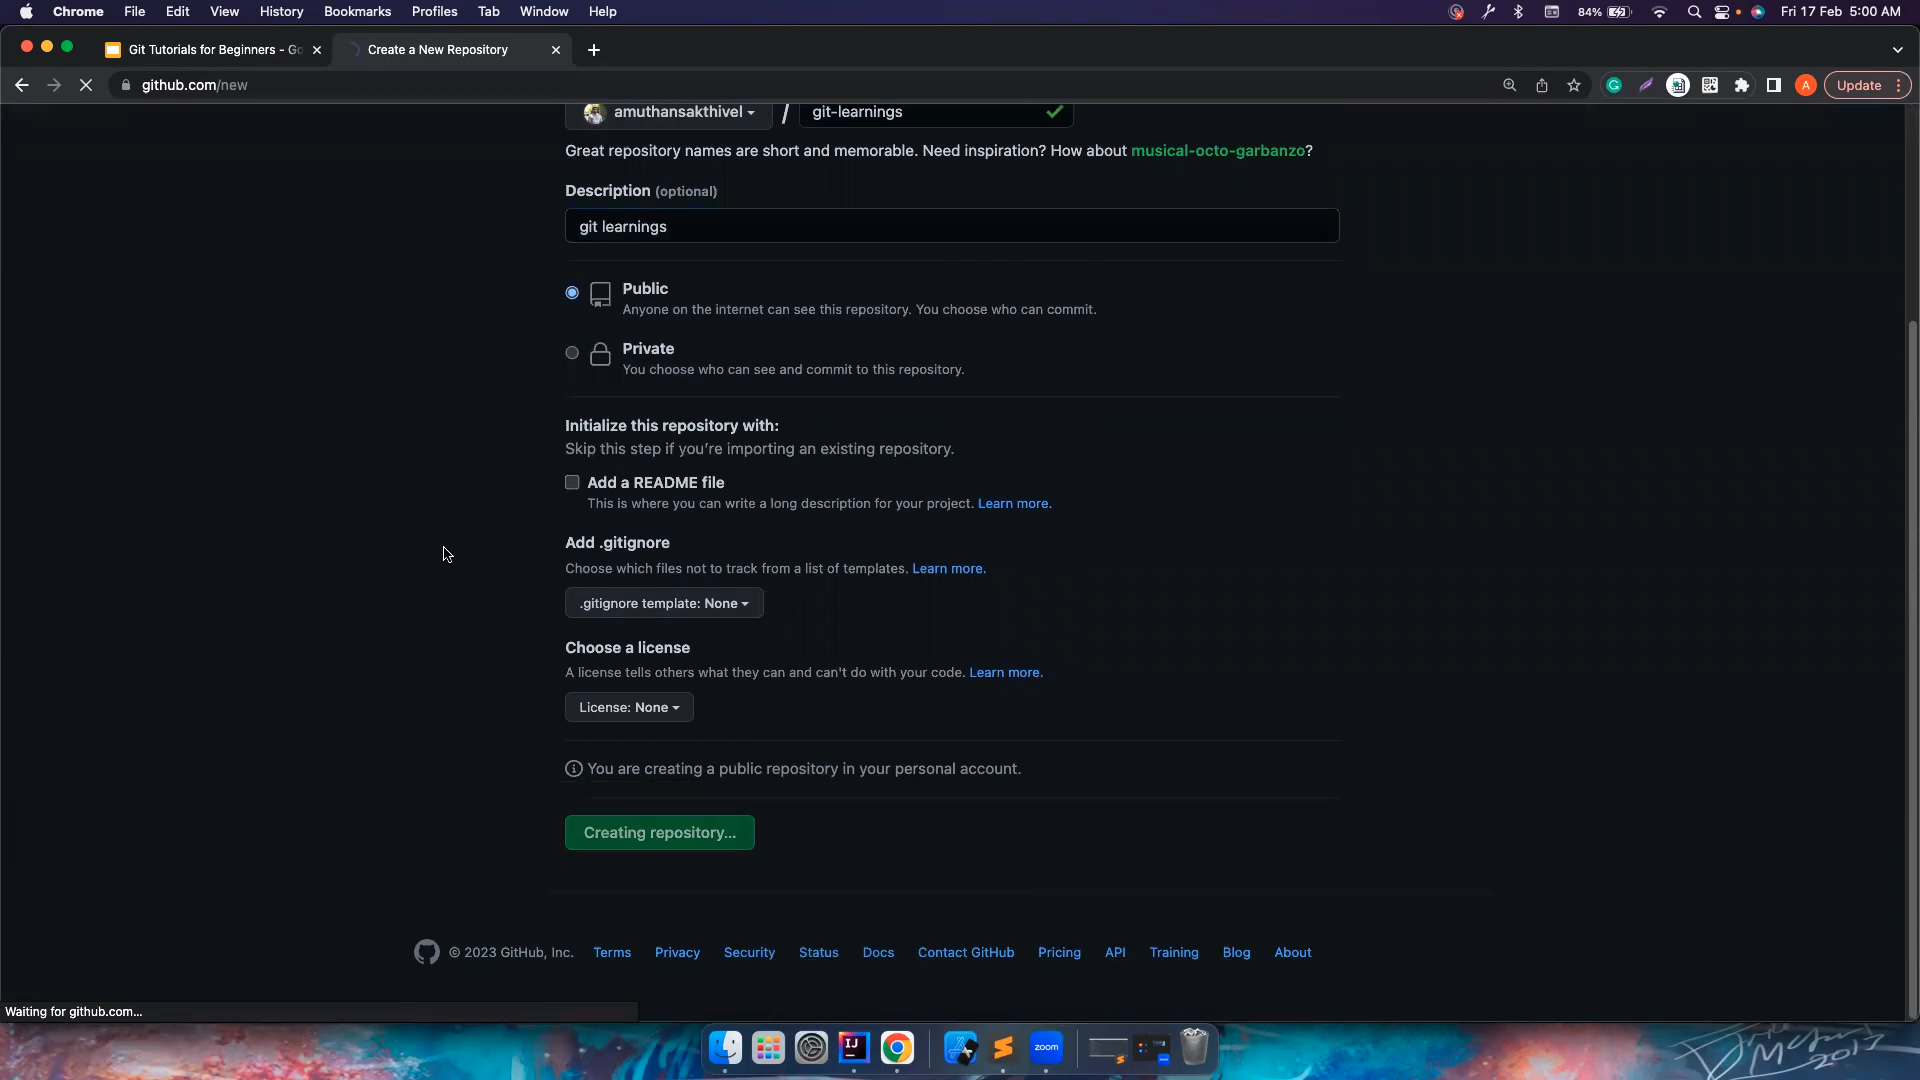 Chrome File Edit View History Bookmarks Profiles Tab Window Help 84% Fri 17 Feb 5:00 AM
Git Tutorials for Beginners - Go Create a New Repository
github.com/new A Update
amuthansakthivel / git-learnings
Great repository names are short and memorable. Need inspiration? How about musical-octo-garbanzo?
Description (optional)
git learnings
Public
Anyone on the internet can see this repository. You choose who can commit.
Private
You choose who can see and commit to this repository.
Initialize this repository with:
Skip this step if you’re importing an existing repository.
Add a README file
This is where you can write a long description for your project. Learn more.
Add .gitignore
Choose which files not to track from a list of templates. Learn more.
.gitignore template: None
Choose a license
A license tells others what they can and can't do with your code. Learn more.
License: None
You are creating a public repository in your personal account.
Creating repository...
© 2023 GitHub, Inc. Terms Privacy Security Status Docs Contact GitHub Pricing API Training Blog About
Waiting for github.com...
IJ zoom
2017